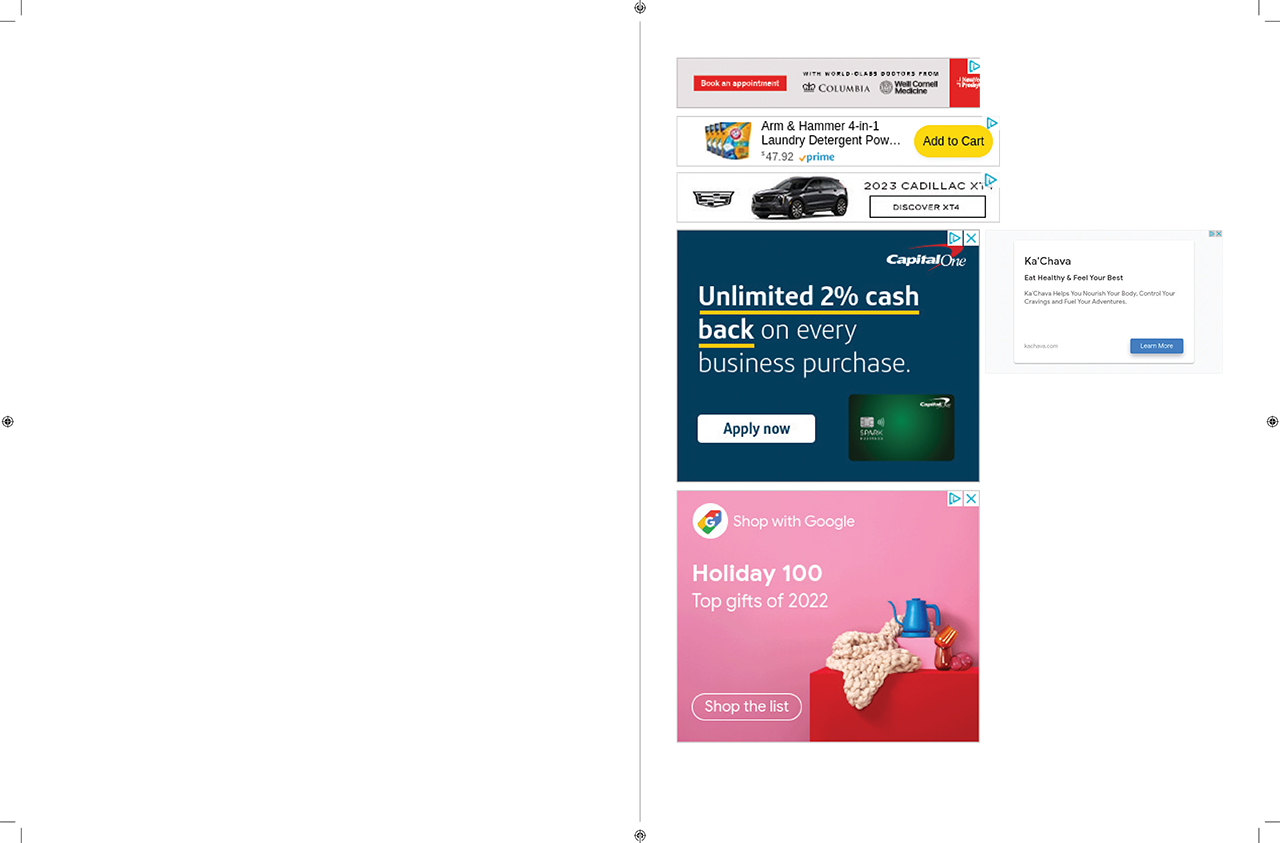 Book an appointment
WITH WORLD-CLASS DOCTORS FROM
COLUMBIA
Weill Cornell
Medicine
Arm & Hammer 4-in-1
Laundry Detergent Pow...
$47.92 prime
Add to Cart
2023 CADILLAC XT4
DISCOVER XT4
Capital One
Unlimited 2% cash
back on every
business purchase.
Apply now
Capital One
SPARK
BUSINESS
Ka'Chava
Eat Healthy & Feel Your Best
Ka'Chava Helps You Nourish Your Body, Control Your
Cravings and Fuel Your Adventures.
kachava.com
Learn More
G Shop with Google
Holiday 100
Top gifts of 2022
Shop the list